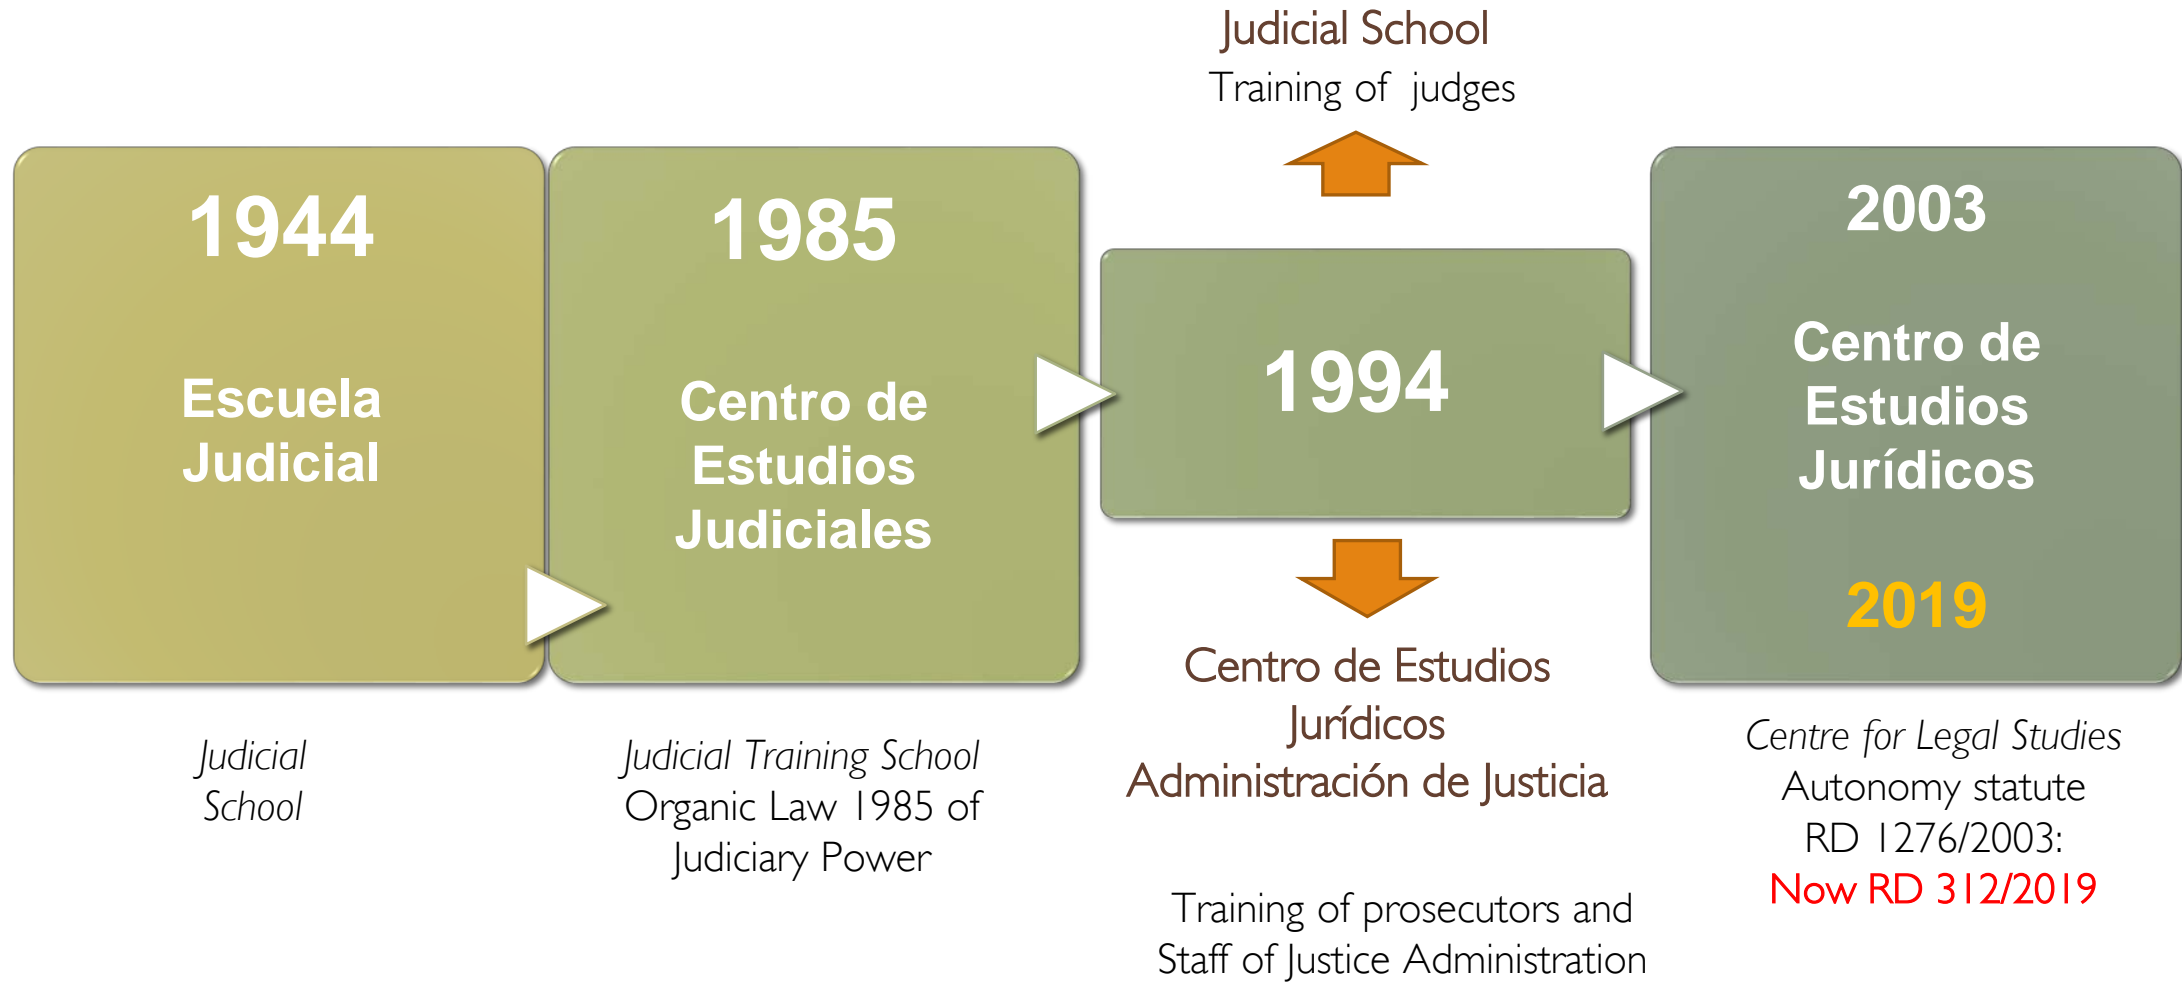 1944
Escuela
Judicial
Judicial
School
1985
Centro de
Estudios
Judiciales
Judicial Training School
Organic Law 1985 of
Judiciary Power
Judicial School
Training of judges
1994
Centro de Estudios
Jurídicos
Administración de Justicia
Training of prosecutors and
Staff of Justice Administration
2003
Centro de
Estudios
Jurídicos
2019
Centre for Legal Studies
Autonomy statute
RD 1276/2003:
Now RD 312/2019